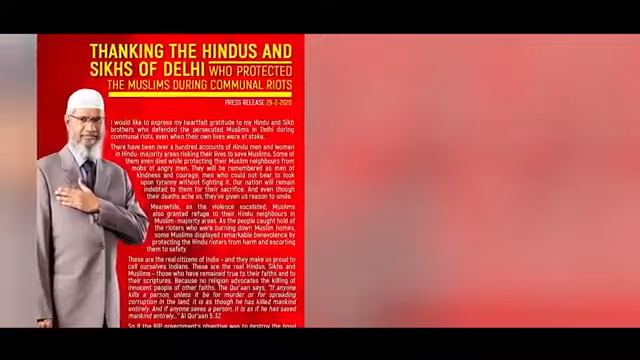 THANKING THE HINDUS AND
SIKHS OF DELHI WHO PROTECTED
THE MUSLIMS DURING COMMUNAL RIOTS
PRESS RELEASE 29-2-2020
I would like to express my heartfelt gratitude to my Hindu and Sikh
brothers who defended the persecuted Muslims in Delhi during
communal riots, even when their own lives were at stake.
There have been over a hundred accounts of Hindu men and women
in Hindu-majority areas risking their lives to save Muslims. Some of
them even died while protecting their Muslim neighbours from
mobs of angry men. They will be remembered as men of
kindness and courage, men who could not bear to look
upon tyranny without fighting it. Our nation will remain
indebted to them for their sacrifice. And even though
their deaths ache us, they've given us reason to smile.
Meanwhile, as the violence escalated, Muslims
also granted refuge to their Hindu neighbours in
Muslim-majority areas. As the people caught hold of
the rioters who were burning down Muslim homes,
some Muslims displayed remarkable benevolence by
protecting the Hindu rioters from harm and escorting
them to safety.
These are the real citizens of India - and they make us proud to
call ourselves Indians. These are the real Hindus, Sikhs and
Muslims - those who have remained true to their faiths and to
their scriptures. Because no religion advocates the killing of
innocent people of other faiths. The Qur'aan says, "If anyone
kills a person, unless it be for murder or for spreading
corruption in the land, it is as though he has killed mankind
entirely. And if anyone saves a person, it is as if he has saved
mankind entirely..." Al Qur'aan 5:32
So if the BJP government's objective was to destroy the bond